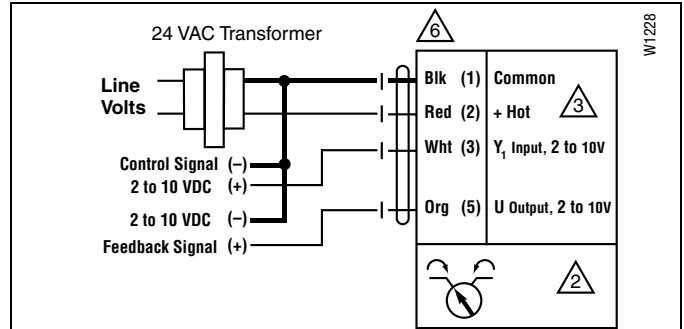 24 VAC Transformer
6
W1228
Line
Volts
Blk (1) Common
Red (2) + Hot
3
Wht (3) Y1 Input, 2 to 10V
Control Signal (–)
2 to 10 VDC (+)
2 to 10 VDC (–)
Feedback Signal (+)
Org (5) U Output, 2 to 10V
2